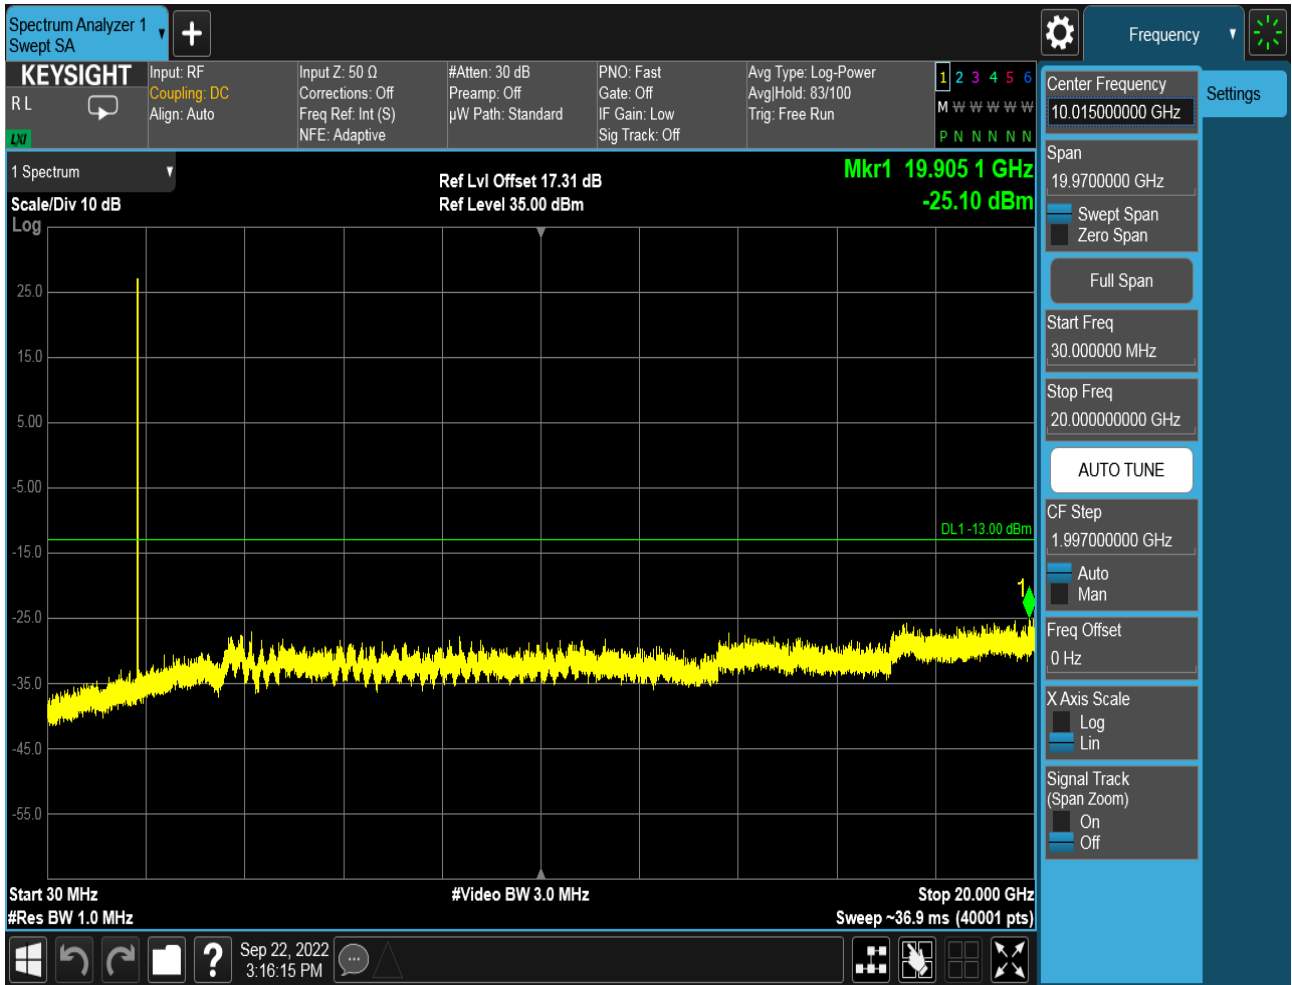 Spectrum Analyzer 1
Swept SA
Frequency
KEYSIGHT
R L
LXI
Input: RF
Coupling: DC
Align: Auto
Input Z: 50 Ω
Corrections: Off
Freq Ref: Int (S)
NFE: Adaptive
#Atten: 30 dB
Preamp: Off
µW Path: Standard
PNO: Fast
Gate: Off
IF Gain: Low
Sig Track: Off
Avg Type: Log-Power
Avg|Hold: 83/100
Trig: Free Run
1 2 3 4 5 6
M W W W W W
P N N N N N
1 Spectrum
Scale/Div 10 dB
Log
Ref Lvl Offset 17.31 dB
Ref Level 35.00 dBm
Mkr1 19.905 1 GHz
-25.10 dBm
25.0
15.0
5.00
-5.00
-15.0
-25.0
-35.0
-45.0
-55.0
DL1 -13.00 dBm
1
Start 30 MHz
#Res BW 1.0 MHz
#Video BW 3.0 MHz
Stop 20.000 GHz
Sweep ~36.9 ms (40001 pts)
Sep 22, 2022
3:16:15 PM
Center Frequency
10.015000000 GHz
Settings
Span
19.9700000 GHz
Swept Span
Zero Span
Full Span
Start Freq
30.000000 MHz
Stop Freq
20.000000000 GHz
AUTO TUNE
CF Step
1.997000000 GHz
Auto
Man
Freq Offset
0 Hz
X Axis Scale
Log
Lin
Signal Track
(Span Zoom)
On
Off